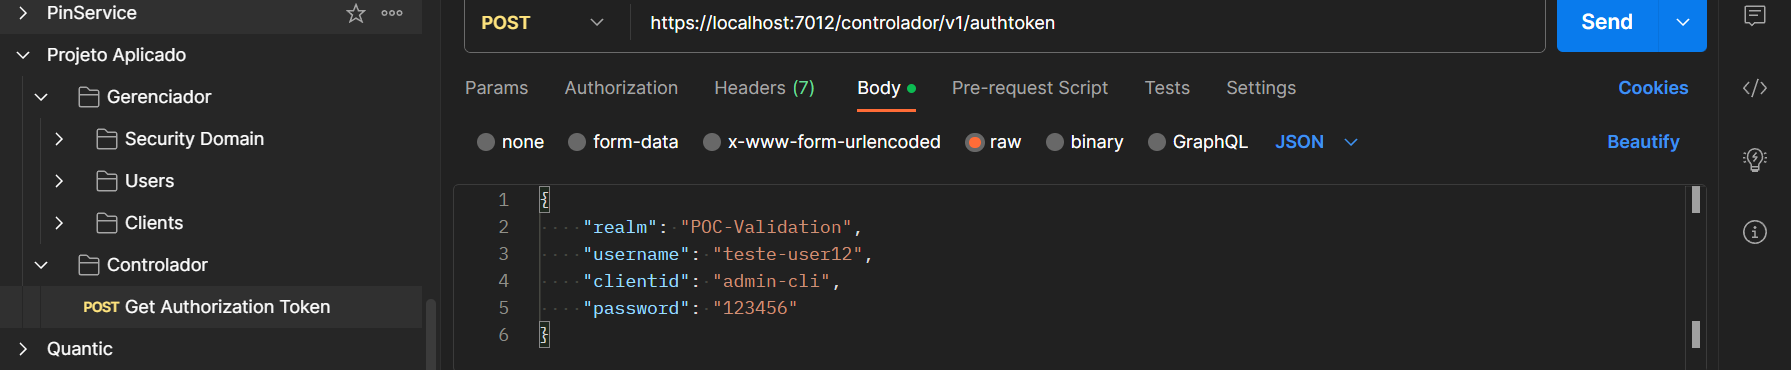 PinService
Projeto Aplicado
Gerenciador
Security Domain
Users
Clients
Controlador
POST Get Authorization Token
Quantic
POST
https://localhost:7012/controlador/v1/authtoken
Send
Params Authorization Headers (7) Body Pre-request Script Tests Settings Cookies
none form-data x-www-form-urlencoded raw binary GraphQL JSON Beautify
1 {
2 "realm": "POC-Validation",
3 "username": "teste-user12",
4 "clientid": "admin-cli",
5 "password": "123456"
6 }